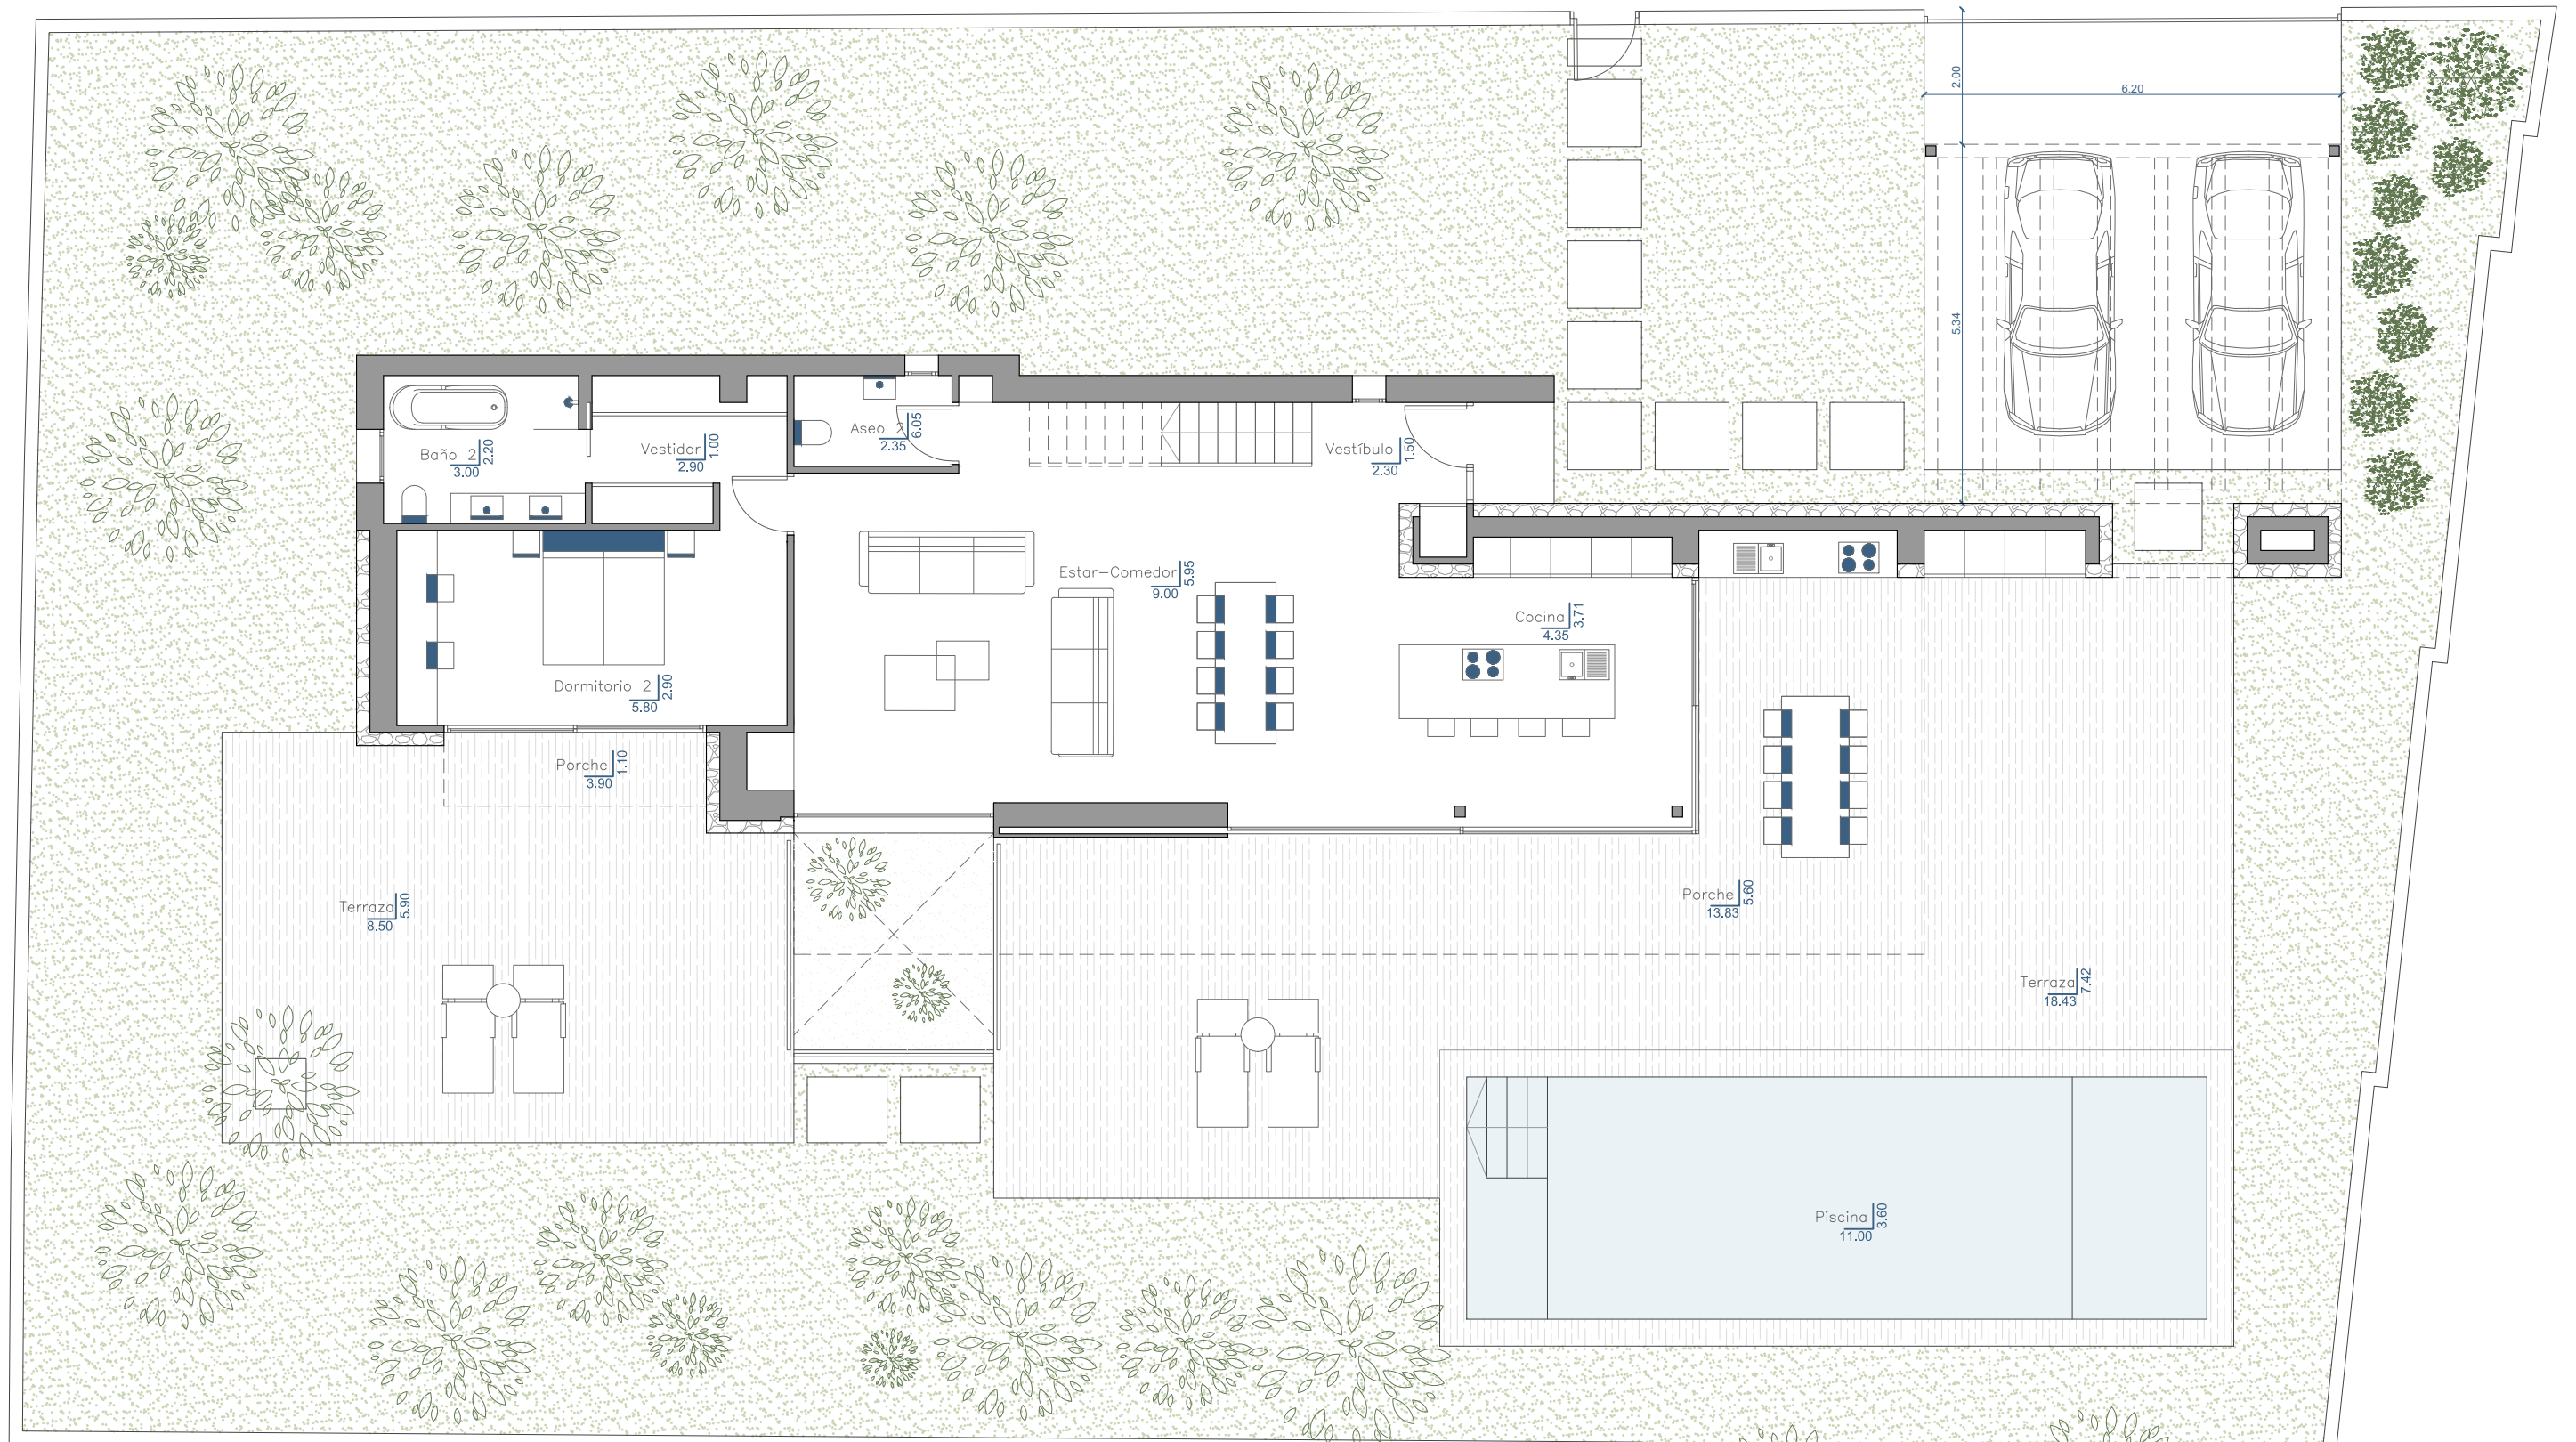 2.00
6.20
5.34
Baño 2
2.20
3.00
Vestidor
1.00
2.90
Aseo 2
6.05
2.35
Vestíbulo
1.50
2.30
Estar-Comedor
5.95
9.00
Cocina
3.71
4.35
Dormitorio 2
2.90
5.80
Porche
1.10
3.90
Terraza
5.90
8.50
Porche
5.60
13.83
Terraza
7.42
18.43
Piscina
3.60
11.00